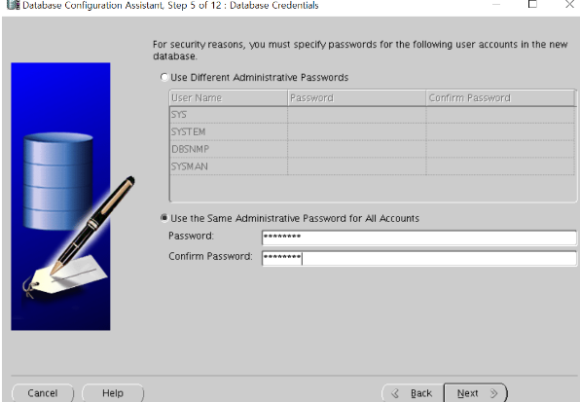 Database Configuration Assistant, Step 5 of 12 : Database Credentials
For security reasons, you must specify passwords for the following user accounts in the new
database.
Use Different Administrative Passwords
User Name Password Confirm Password
SYS
SYSTEM
DBSNMP
SYSMAN
Use the Same Administrative Password for All Accounts
Password: ********
Confirm Password: ********
Cancel Help Back Next